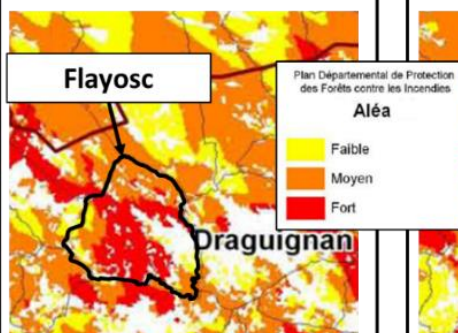 Flayosc
Plan Départemental de Protection
des Forêts contre les Incendies
Aléa
Faible
Moyen
Fort
Draguignan